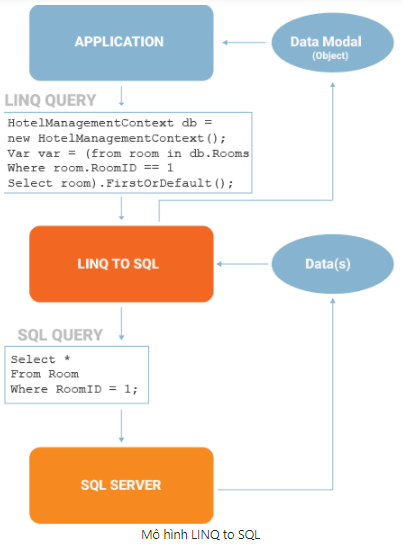 APPLICATION
Data Modal
(Object)
LINQ QUERY
HotelManagementContext db =
new HotelManagementContext();
Var var = (from room in db.Rooms
Where room.RoomID == 1
Select room).FirstOrDefault();
LINQ TO SQL
Data(s)
SQL QUERY
Select *
From Room
Where RoomID = 1;
SQL SERVER
Mô hình LINQ to SQL